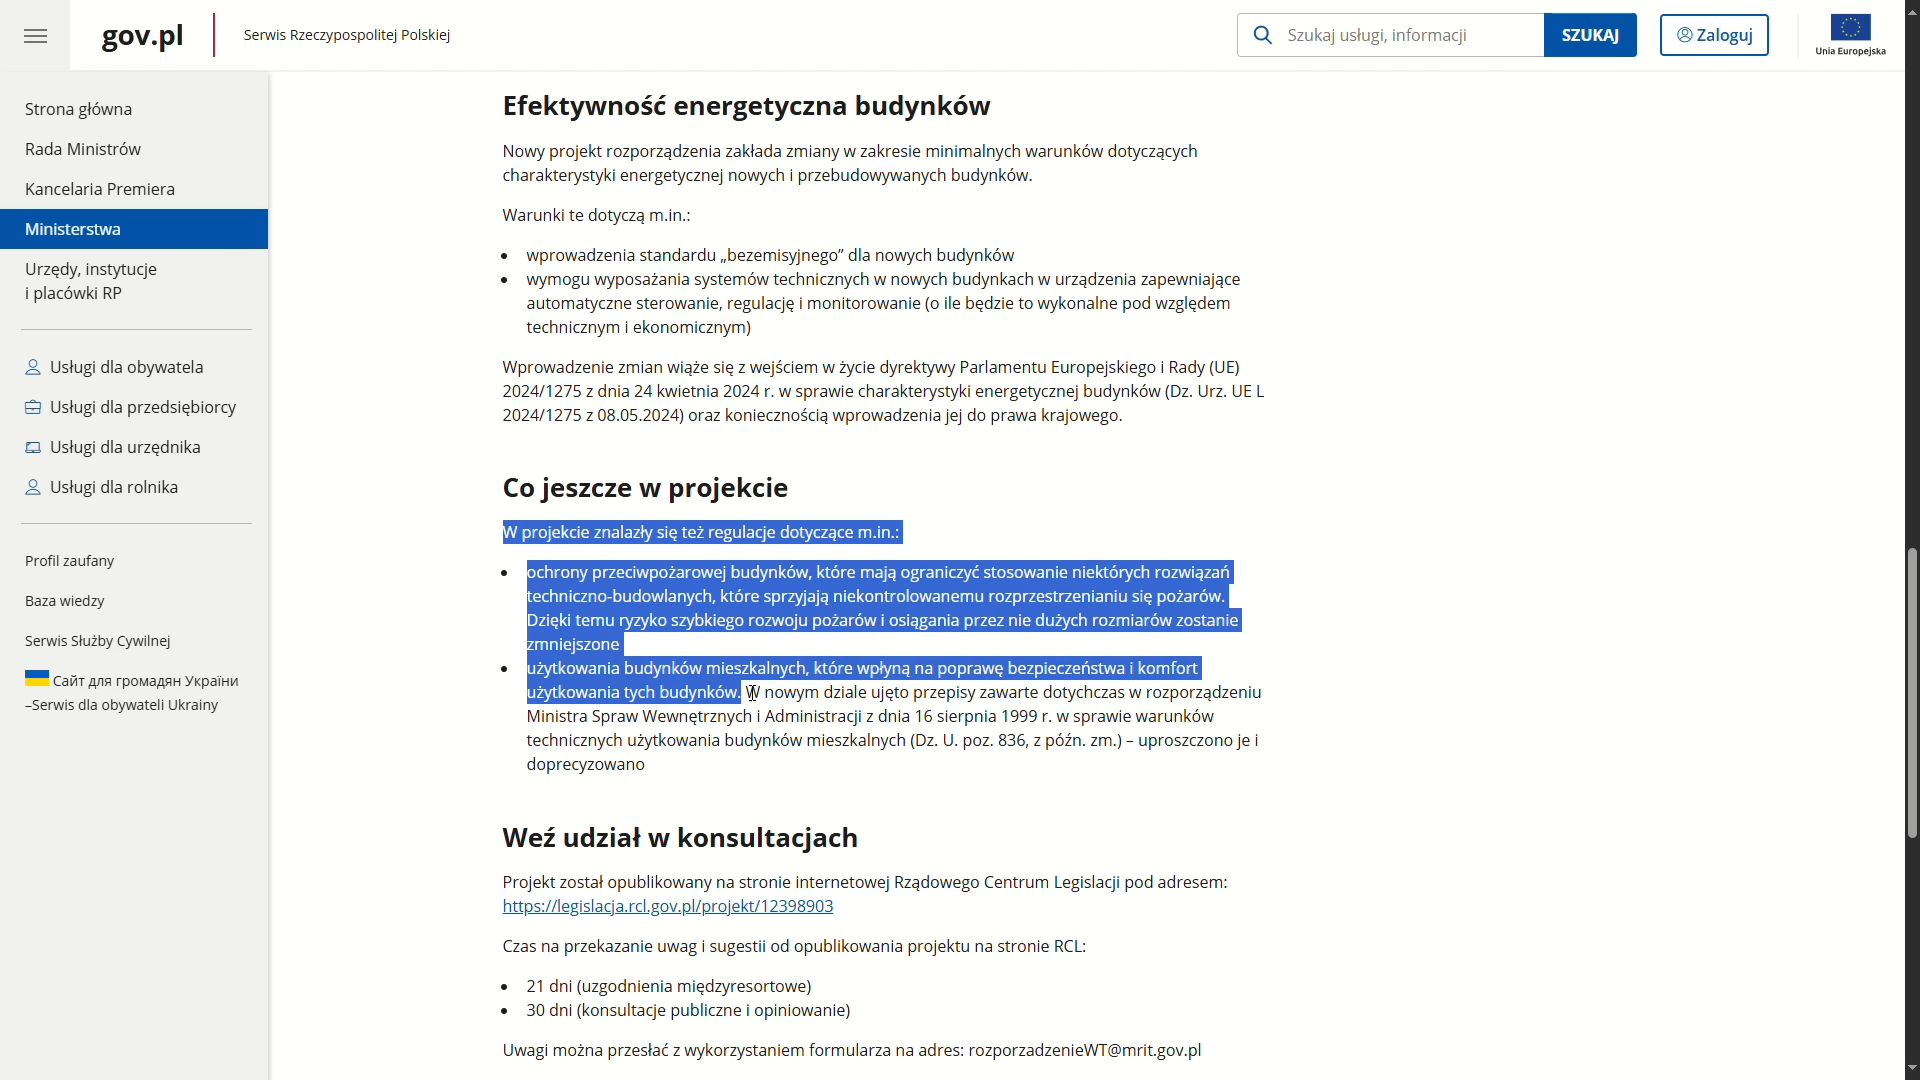 gov.pl
Serwis Rzeczypospolitej Polskiej
Szukaj usługi, informacji
SZUKAJ
Zaloguj
Unia Europejska
Strona główna
Rada Ministrów
Kancelaria Premiera
Ministerstwa
Urzędy, instytucje
i placówki RP
Usługi dla obywatela
Usługi dla przedsiębiorcy
Usługi dla urzędnika
Usługi dla rolnika
Profil zaufany
Baza wiedzy
Serwis Służby Cywilnej
Сайт для громадян України
–Serwis dla obywateli Ukrainy
Efektywność energetyczna budynków
Nowy projekt rozporządzenia zakłada zmiany w zakresie minimalnych warunków dotyczących
charakterystyki energetycznej nowych i przebudowywanych budynków.
Warunki te dotyczą m.in.:
• wprowadzenia standardu „bezemisyjnego” dla nowych budynków
• wymogu wyposażania systemów technicznych w nowych budynkach w urządzenia zapewniające
automatyczne sterowanie, regulację i monitorowanie (o ile będzie to wykonalne pod względem
technicznym i ekonomicznym)
Wprowadzenie zmian wiąże się z wejściem w życie dyrektywy Parlamentu Europejskiego i Rady (UE)
2024/1275 z dnia 24 kwietnia 2024 r. w sprawie charakterystyki energetycznej budynków (Dz. Urz. UE L
2024/1275 z 08.05.2024) oraz koniecznością wprowadzenia jej do prawa krajowego.
Co jeszcze w projekcie
W projekcie znalazły się też regulacje dotyczące m.in.:
• ochrony przeciwpożarowej budynków, które mają ograniczyć stosowanie niektórych rozwiązań
techniczno-budowlanych, które sprzyjają niekontrolowanemu rozprzestrzenianiu się pożarów.
Dzięki temu ryzyko szybkiego rozwoju pożarów i osiągania przez nie dużych rozmiarów zostanie
zmniejszone
• użytkowania budynków mieszkalnych, które wpłyną na poprawę bezpieczeństwa i komfort
użytkowania tych budynków. W nowym dziale ujęto przepisy zawarte dotychczas w rozporządzeniu
Ministra Spraw Wewnętrznych i Administracji z dnia 16 sierpnia 1999 r. w sprawie warunków
technicznych użytkowania budynków mieszkalnych (Dz. U. poz. 836, z późn. zm.) – uproszczono je i
doprecyzowano
Weź udział w konsultacjach
Projekt został opublikowany na stronie internetowej Rządowego Centrum Legislacji pod adresem:
https://legislacja.rcl.gov.pl/projekt/12398903
Czas na przekazanie uwag i sugestii od opublikowania projektu na stronie RCL:
• 21 dni (uzgodnienia międzyresortowe)
• 30 dni (konsultacje publiczne i opiniowanie)
Uwagi można przesłać z wykorzystaniem formularza na adres: rozporzadzenieWT@mrit.gov.pl